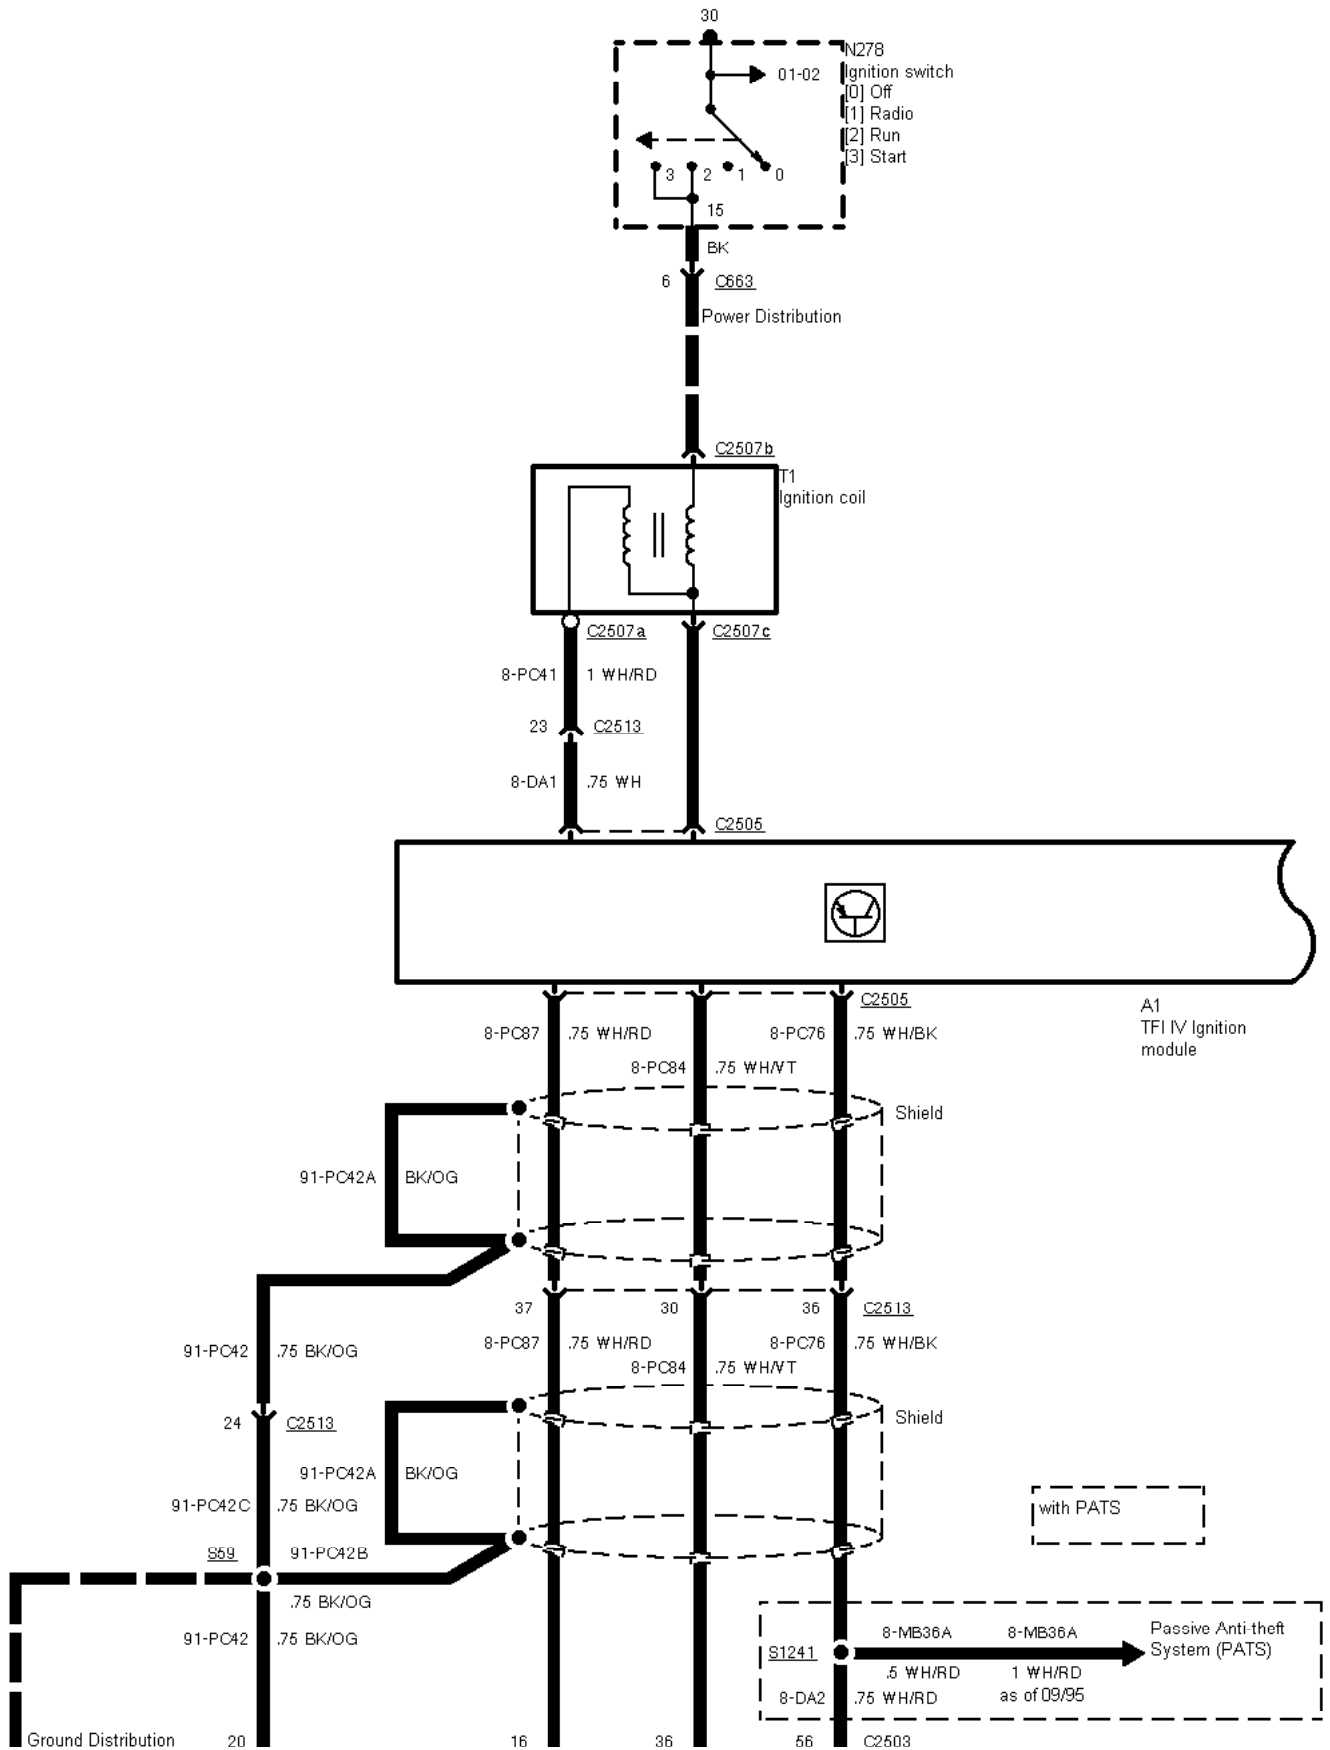 30
N278
Ignition switch
[0] Off
[1] Radio
[2] Run
[3] Start
01-02
3 2 1 0
15
BK
6 C663
Power Distribution
C2507b
T1
Ignition coil
C2507a C2507c
8-PC41 1 WH/RD
23 C2513
8-DA1 .75 WH
C2505
C2505
A1
TFI IV Ignition
module
8-PC87 .75 WH/RD 8-PC76 .75 WH/BK
8-PC84 .75 WH/VT
Shield
91-PC42A BK/OG
37 30 36 C2513
8-PC87 .75 WH/RD 8-PC76 .75 WH/BK
91-PC42 .75 BK/OG
8-PC84 .75 WH/VT
Shield
24 C2513
91-PC42A BK/OG
91-PC42C .75 BK/OG
with PATS
S59 91-PC42B
.75 BK/OG
91-PC42 .75 BK/OG
S1241 8-MB36A 8-MB36A
Passive Anti-theft
System (PATS)
.5 WH/RD 1 WH/RD
8-DA2 .75 WH/RD as of 09/95
Ground Distribution 20 16 36 56 C2503